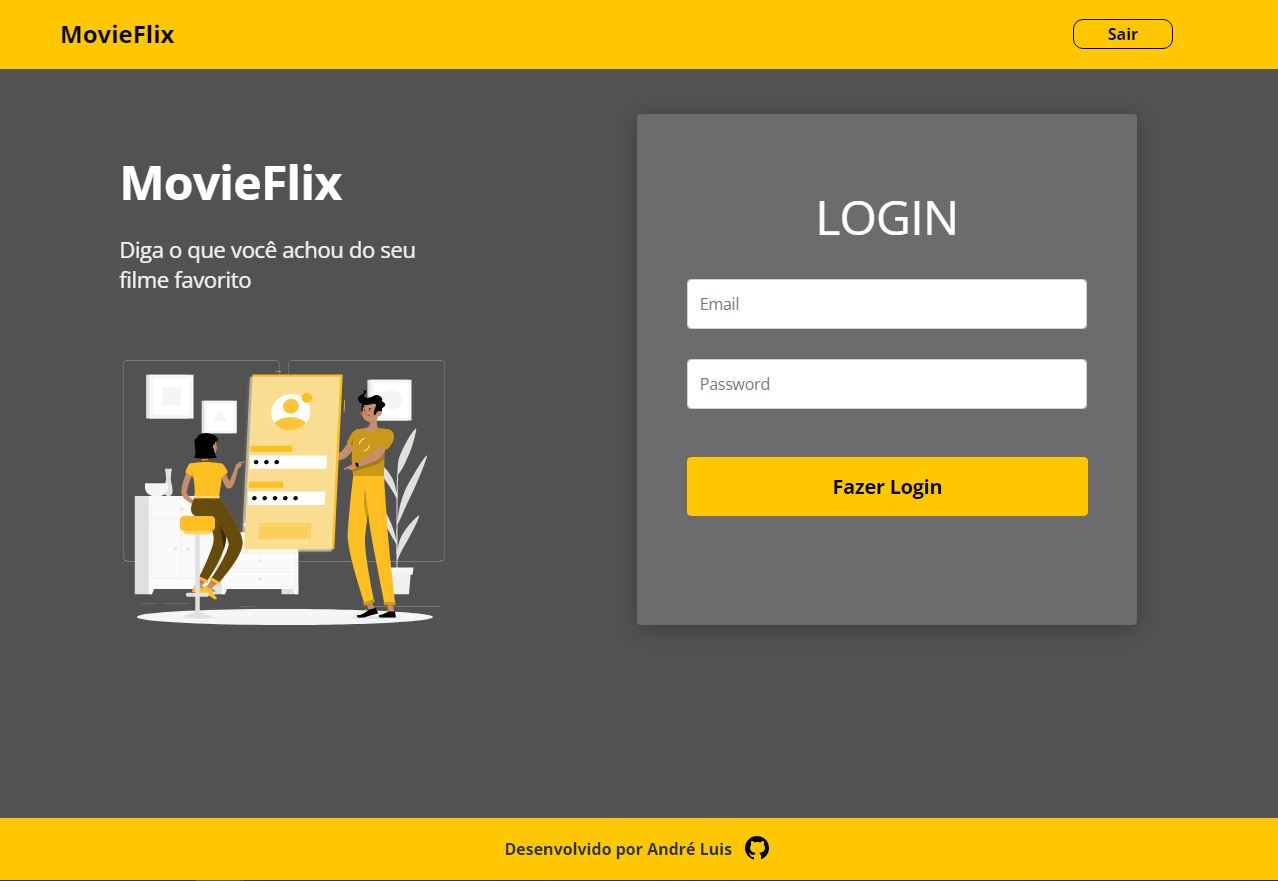 MovieFlix
Sair
MovieFlix
Diga o que você achou do seu
filme favorito
LOGIN
Email
Password
Fazer Login
Desenvolvido por André Luis